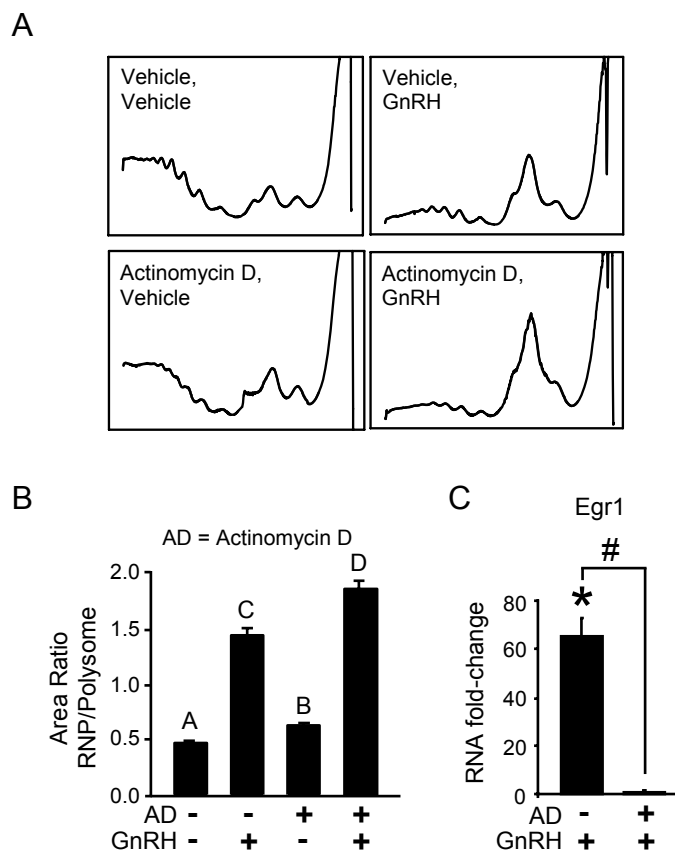 A
Vehicle,
Vehicle
Vehicle,
GnRH
Actinomycin D,
Vehicle
Actinomycin D,
GnRH
B
AD = Actinomycin D
Area Ratio
RNP/Polysome
2.0
1.5
1.0
0.5
0.0
A
C
B
D
AD - - + +
GnRH - + - +
C
Egr1
#
*
RNA fold-change
80
60
40
20
0
AD - +
GnRH + +